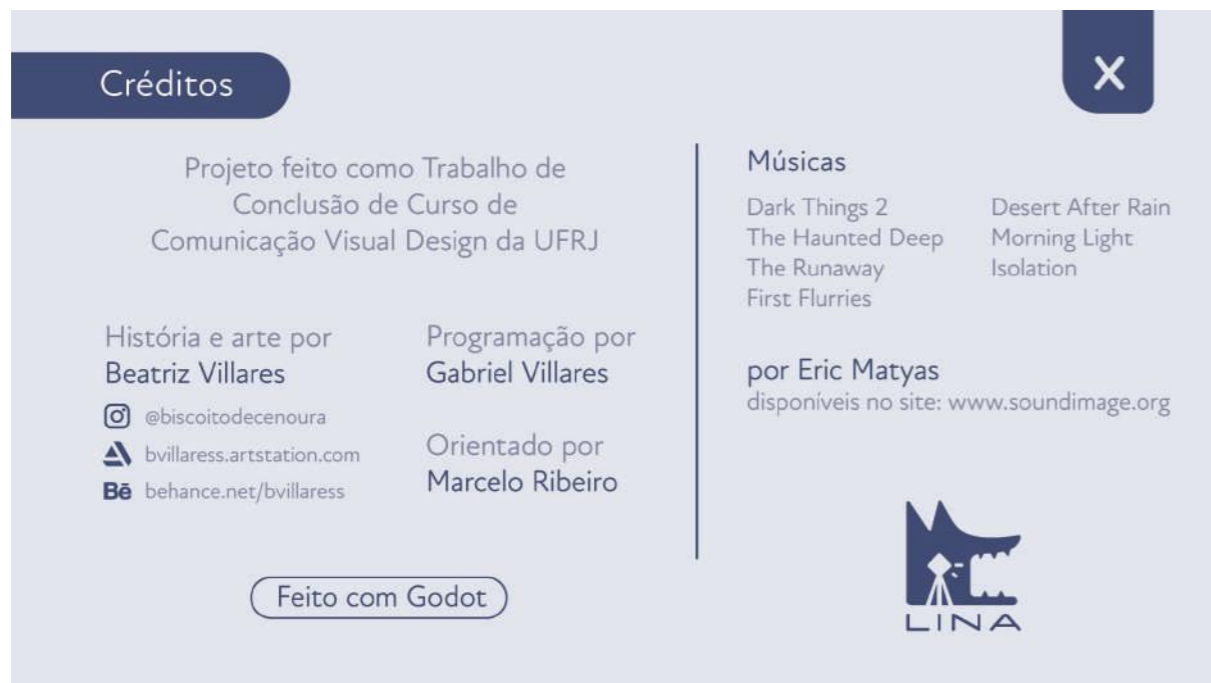 Créditos
X
Projeto feito como Trabalho de
Conclusão de Curso de
Comunicação Visual Design da UFRJ
História e arte por
Beatriz Villares
@biscoitodecenoura
bvillaress.artstation.com
Bē behance.net/bvillaress
Programação por
Gabriel Villares
Orientado por
Marcelo Ribeiro
Feito com Godot
Músicas
Dark Things 2
The Haunted Deep
The Runaway
First Flurries
Desert After Rain
Morning Light
Isolation
por Eric Matyas
disponíveis no site: www.soundimage.org
LINA